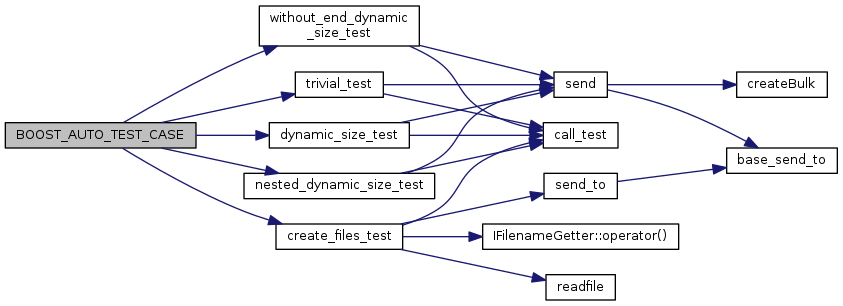 BOOST_AUTO_TEST_CASE
without_end_dynamic
_size_test
trivial_test
dynamic_size_test
nested_dynamic_size_test
create_files_test
send
call_test
send_to
IFilenameGetter::operator()
readfile
createBulk
base_send_to